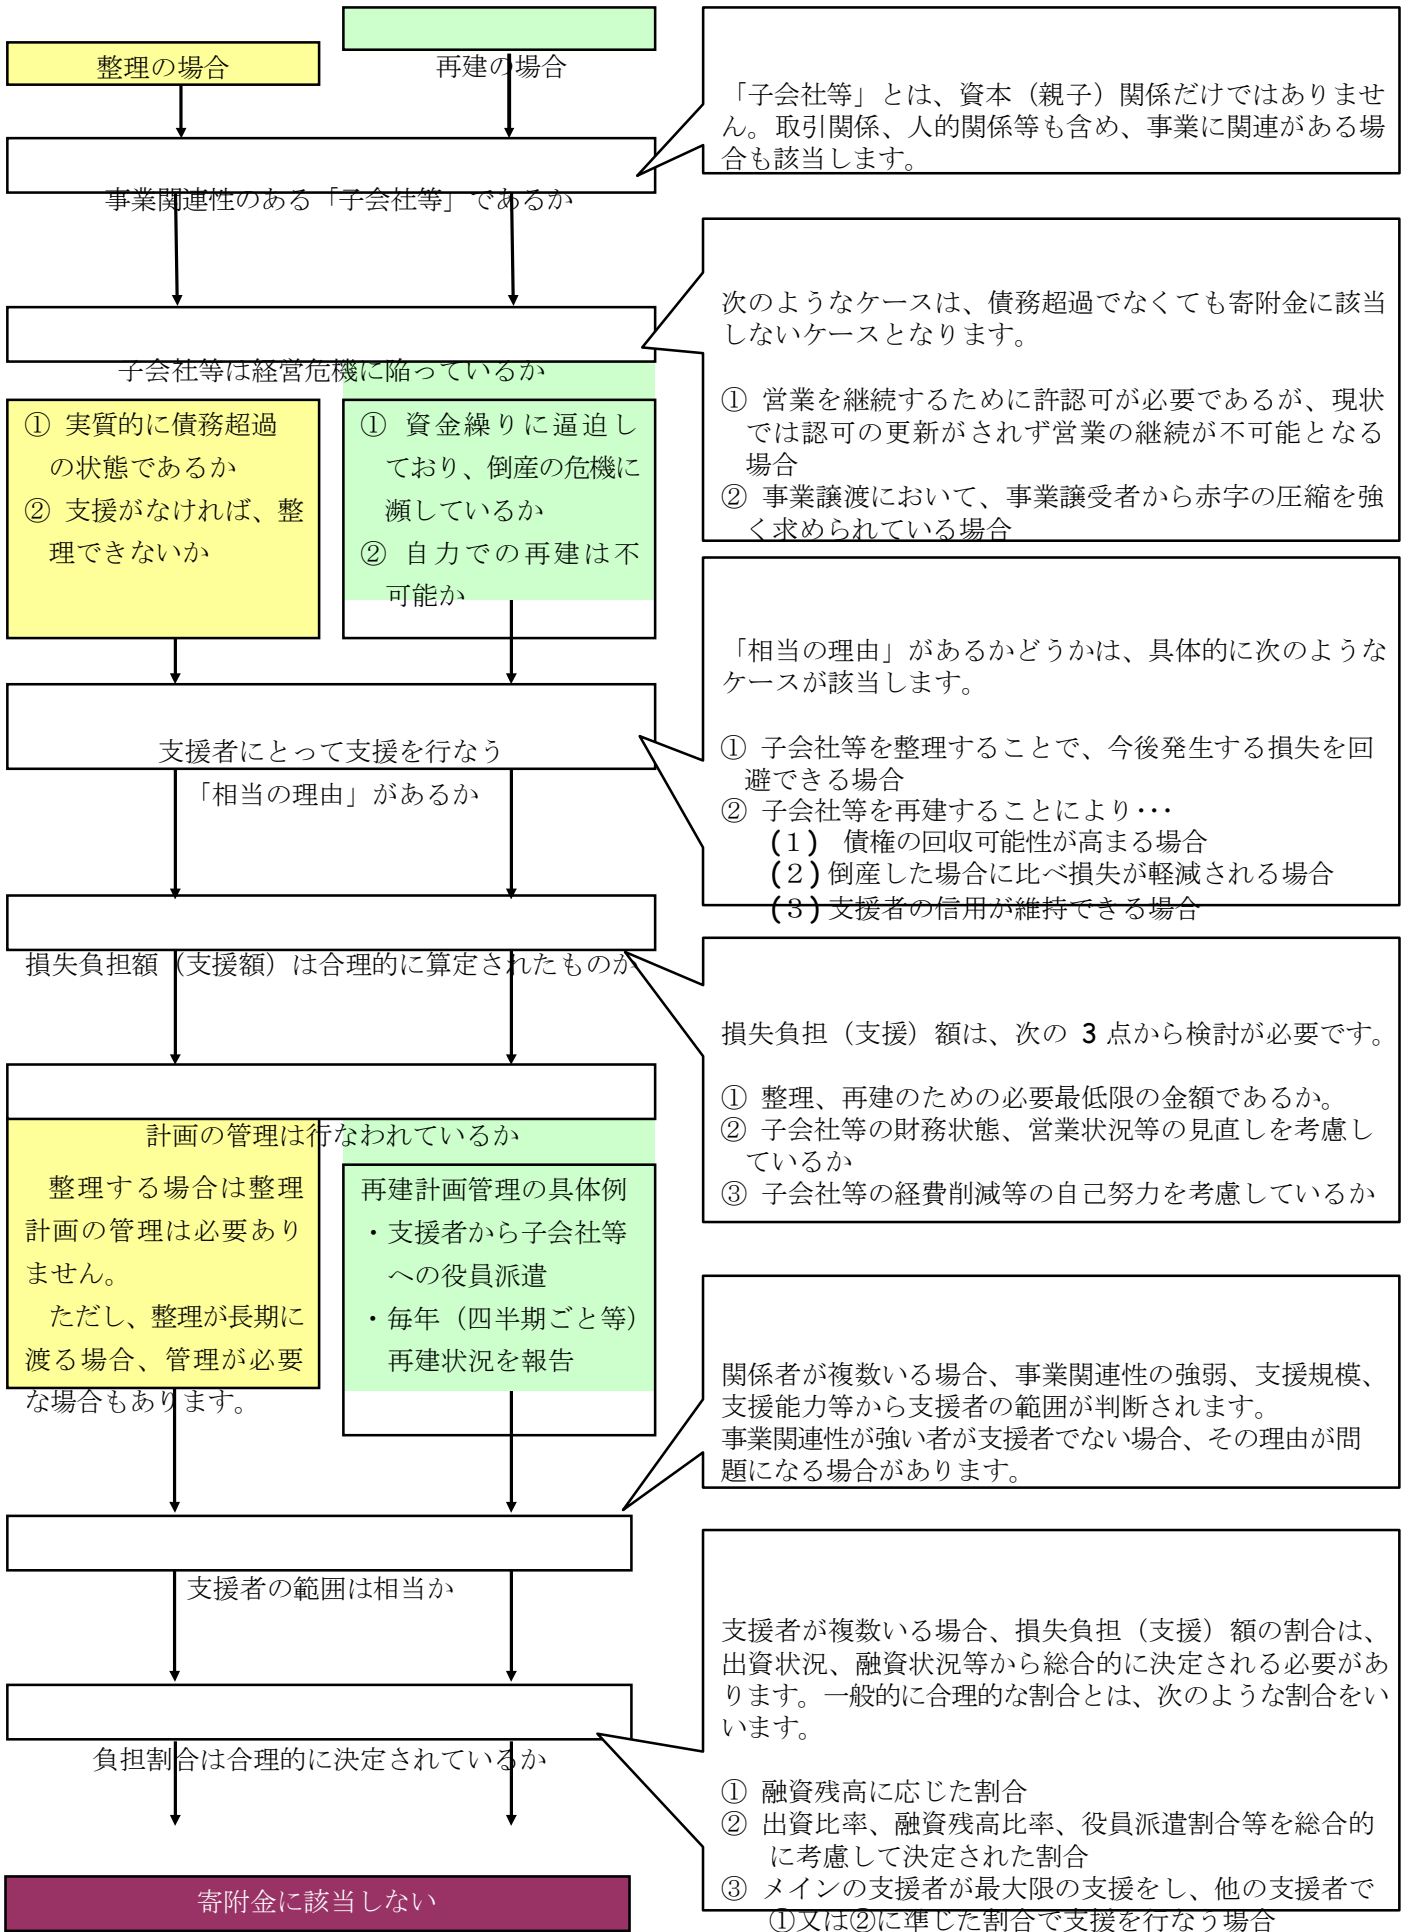 整理の場合
再建の場合
「子会社等」とは、資本（親子）関係だけではありませ
ん。取引関係、人的関係等も含め、事業に関連がある場
合も該当します。
事業関連性のある「子会社等」であるか
次のようなケースは、債務超過でなくても寄附金に該当
しないケースとなります。
① 営業を継続するために許認可が必要であるが、現状
では認可の更新がされず営業の継続が不可能となる
場合
② 事業譲渡において、事業譲受者から赤字の圧縮を強
く求められている場合
子会社等は経営危機に陥っているか
① 実質的に債務超過
の状態であるか
② 支援がなければ、整
理できないか
① 資金繰りに逼迫し
ており、倒産の危機に
瀕しているか
② 自力での再建は不
可能か
「相当の理由」があるかどうかは、具体的に次のような
ケースが該当します。
① 子会社等を整理することで、今後発生する損失を回
避できる場合
② 子会社等を再建することにより･･･
(１) 債権の回収可能性が高まる場合
(２)倒産した場合に比べ損失が軽減される場合
(３)支援者の信用が維持できる場合
支援者にとって支援を行なう
「相当の理由」があるか
損失負担額（支援額）は合理的に算定されたものか
損失負担（支援）額は、次の 3 点から検討が必要です。
① 整理、再建のための必要最低限の金額であるか。
② 子会社等の財務状態、営業状況等の見直しを考慮し
ているか
③ 子会社等の経費削減等の自己努力を考慮しているか
計画の管理は行なわれているか
整理する場合は整理
計画の管理は必要あり
ません。
ただし、整理が長期に
渡る場合、管理が必要
な場合もあります。
再建計画管理の具体例
・支援者から子会社等
への役員派遣
・毎年（四半期ごと等）
再建状況を報告
関係者が複数いる場合、事業関連性の強弱、支援規模、
支援能力等から支援者の範囲が判断されます。
事業関連性が強い者が支援者でない場合、その理由が問
題になる場合があります。
支援者の範囲は相当か
支援者が複数いる場合、損失負担（支援）額の割合は、
出資状況、融資状況等から総合的に決定される必要があ
ります。一般的に合理的な割合とは、次のような割合をい
います。
① 融資残高に応じた割合
② 出資比率、融資残高比率、役員派遣割合等を総合的
に考慮して決定された割合
③ メインの支援者が最大限の支援をし、他の支援者で
①又は②に準じた割合で支援を行なう場合
負担割合は合理的に決定されているか
寄附金に該当しない